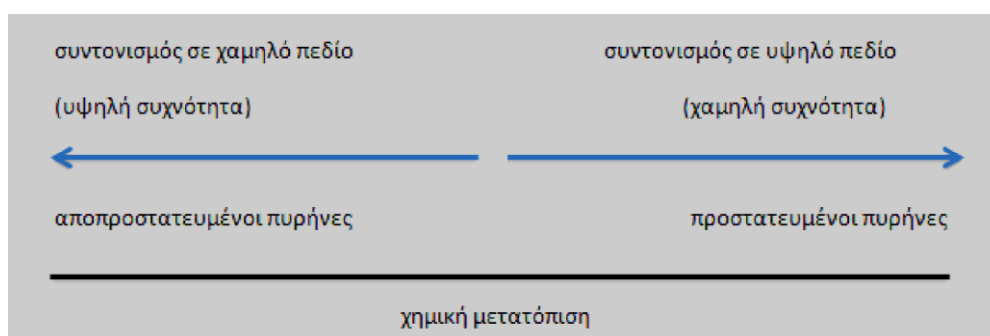 συντονισμός σε χαμηλό πεδίο
(υψηλή συχνότητα)
συντονισμός σε υψηλό πεδίο
(χαμηλή συχνότητα)
αποπροστατευμένοι πυρήνες
προστατευμένοι πυρήνες
χημική μετατόπιση